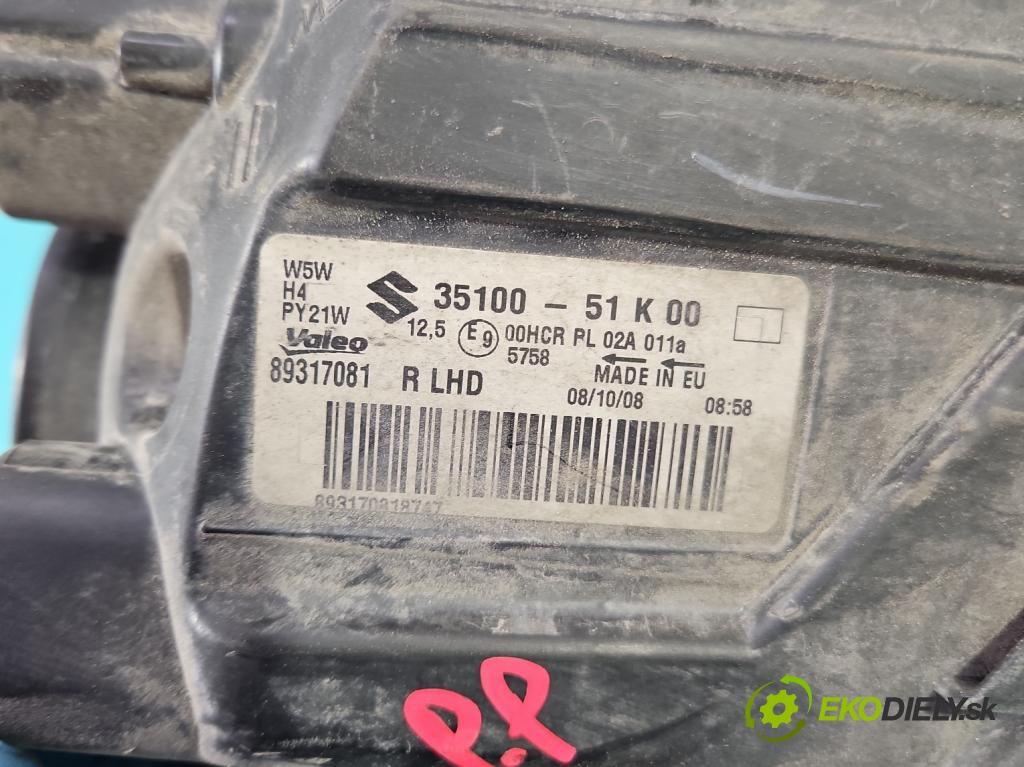 W5W
H4
PY21W
35100 - 51 K 00
12,5 E9 00HCR PL 02A 011a
5758
Valeo
MADE IN EU
89317081 R LHD
08/10/08 08:58
P.P
EKODIELY.sk